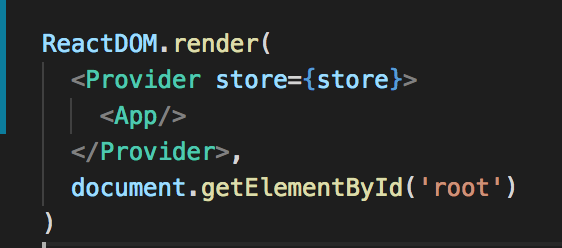 ReactDOM.render(
<Provider store={store}>
<App/>
</Provider>,
document.getElementById('root')
)